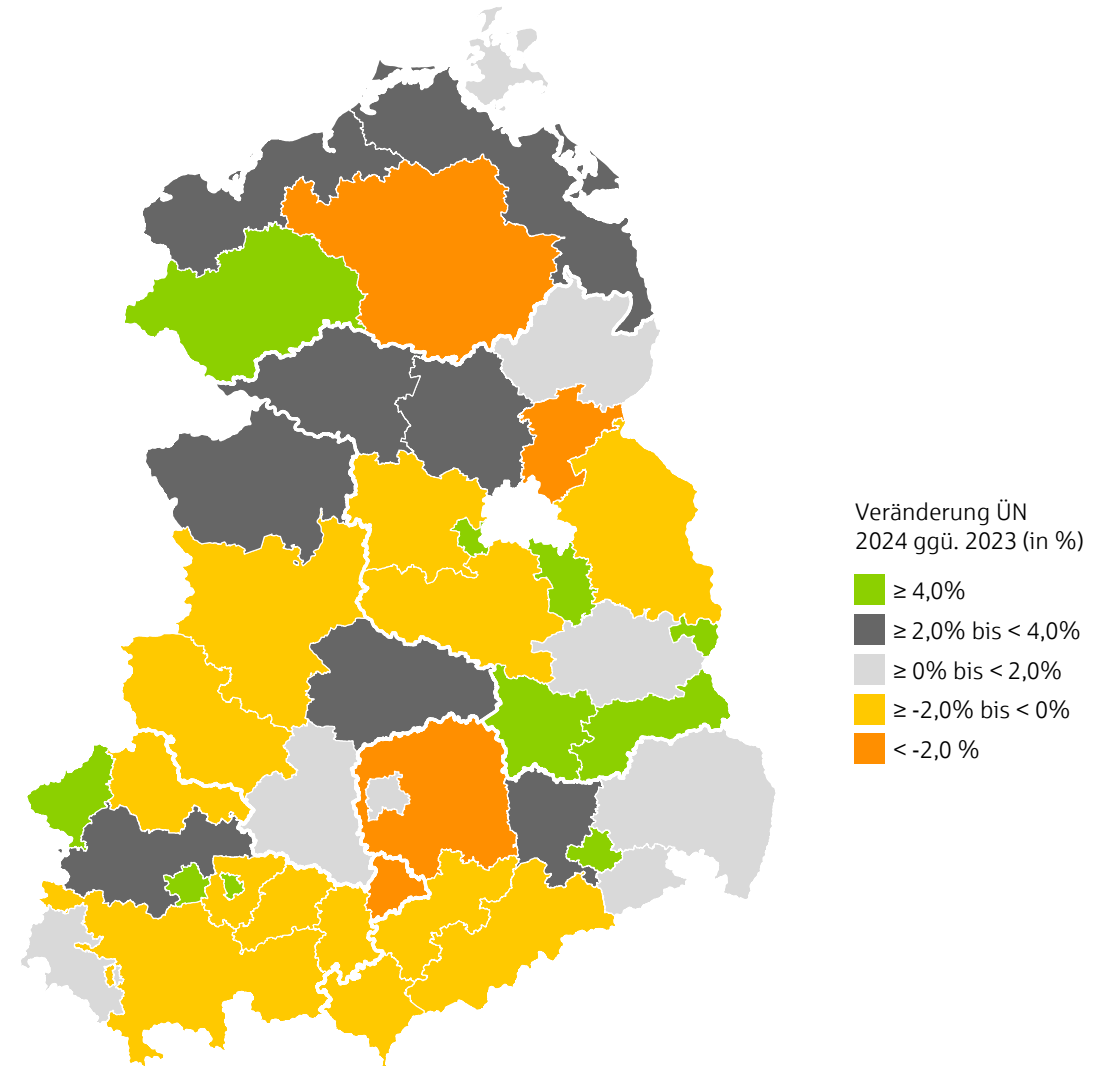 Veränderung ÜN
2024 ggü. 2023 (in %)
≥ 4,0%
≥ 2,0% bis < 4,0%
≥ 0% bis < 2,0%
≥ -2,0% bis < 0%
< -2,0 %